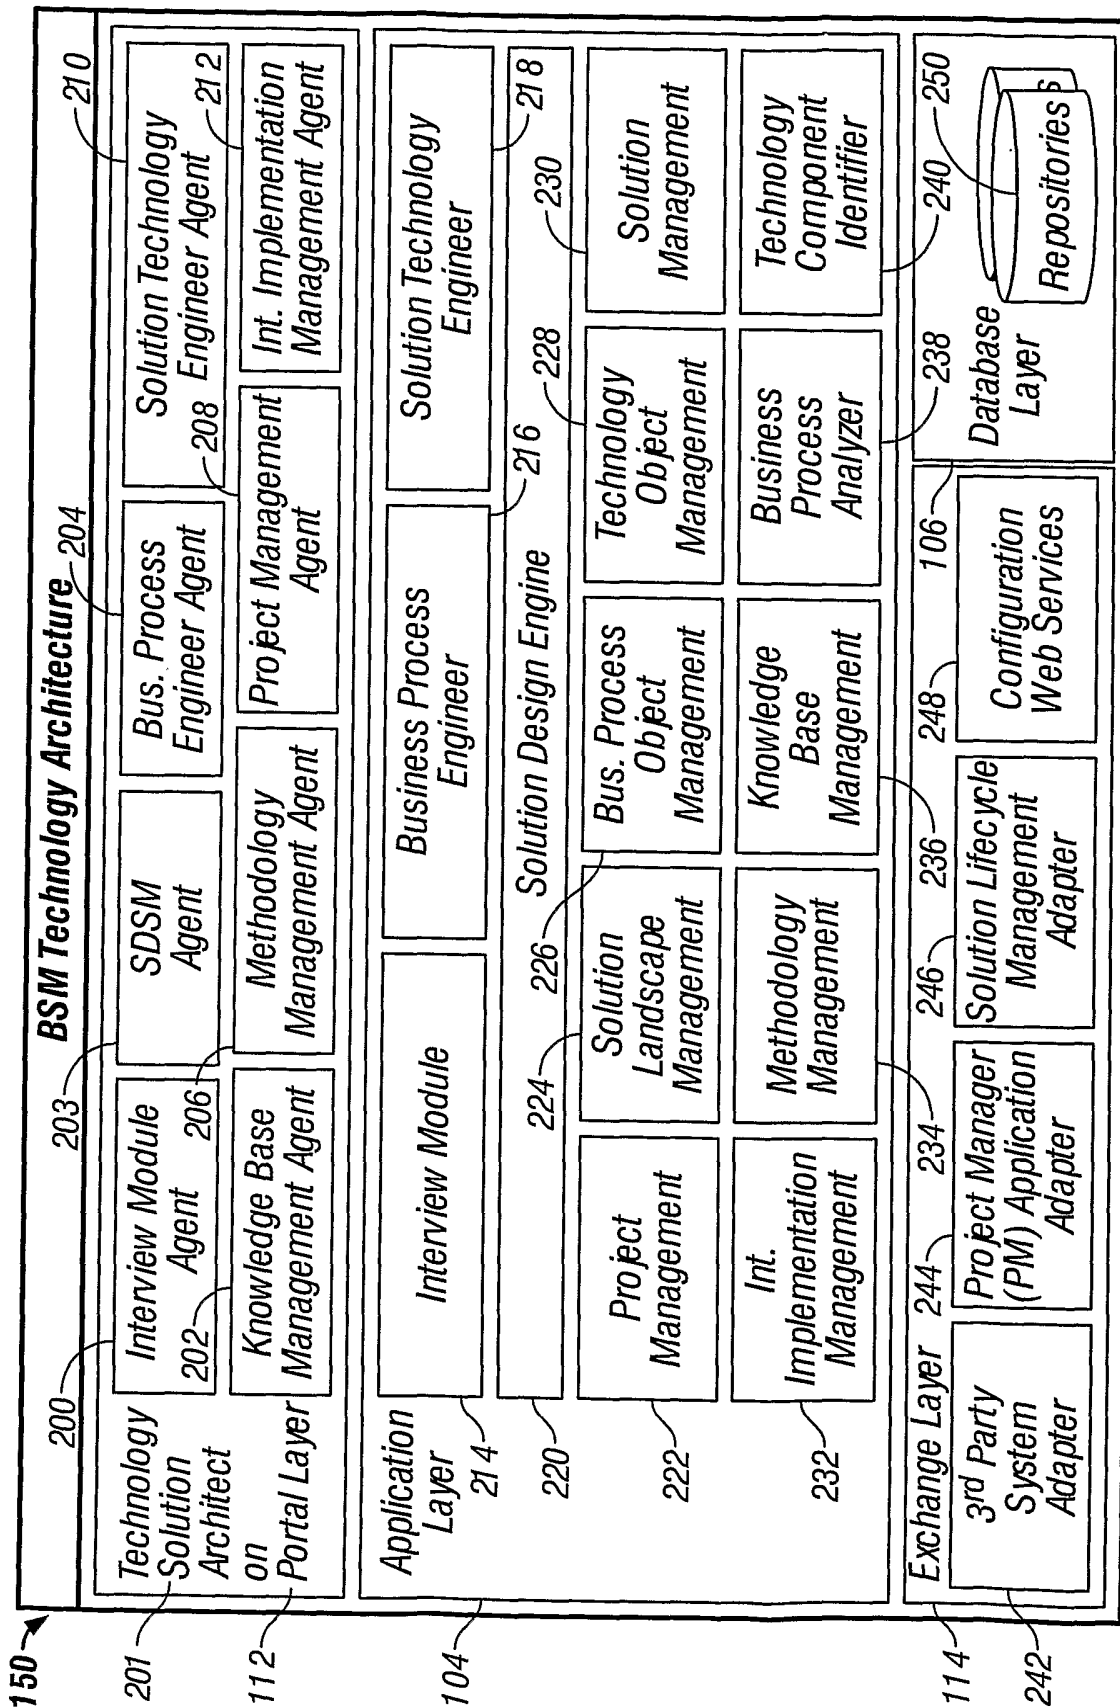 150
BSM Technology Architecture
200
203
204
210
201
Technology
Solution
Architect
on
Portal Layer
112
Interview Module
Agent
SDSM
Agent
Bus. Process
Engineer Agent
Solution Technology
Engineer Agent
202
206
208
212
Knowledge Base
Management Agent
Methodology
Management Agent
Project Management
Agent
Int. Implementation
Management Agent
104
Application
Layer
214
Interview Module
Business Process
Engineer
216
Solution Technology
Engineer
218
220
Solution Design Engine
224
226
228
230
222
Project
Management
Solution
Landscape
Management
Bus. Process
Object
Management
Technology
Object
Management
Solution
Management
232
Int.
Implementation
Management
Methodology
Management
Knowledge
Base
Management
Business
Process
Analyzer
Technology
Component
Identifier
234
236
238
240
114
Exchange Layer
244
246
248
106
250
242
3rd Party
System
Adapter
Project Manager
(PM) Application
Adapter
Solution Lifecycle
Management
Adapter
Configuration
Web Services
Database
Layer
Repositories
s